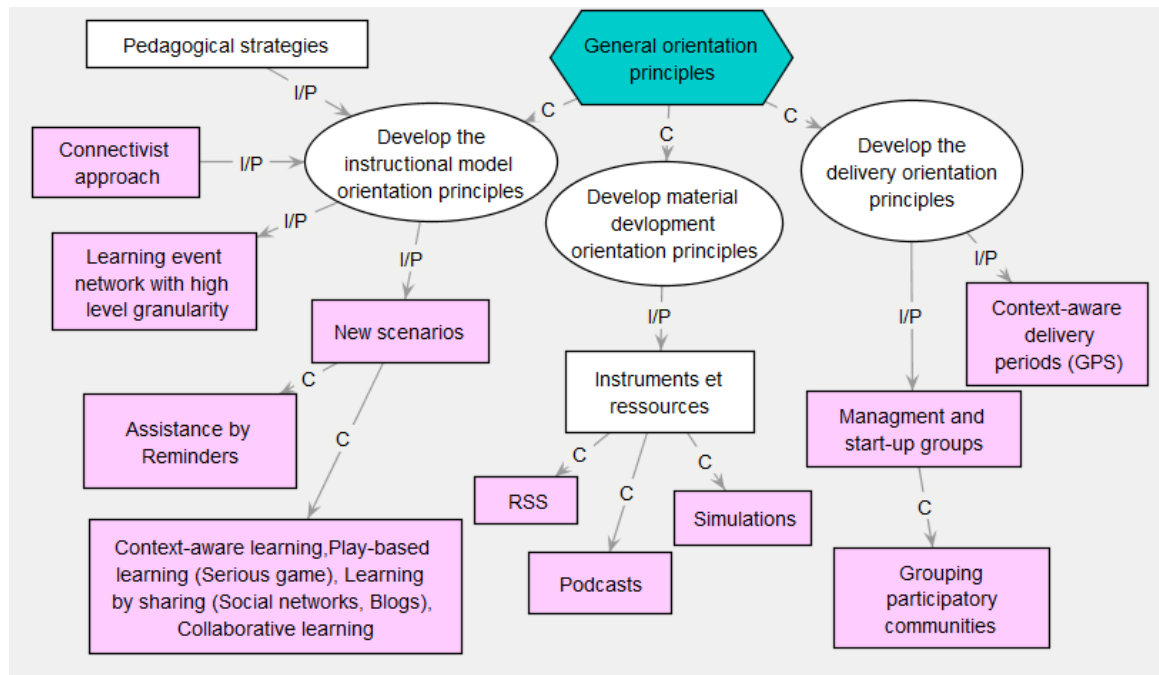 Pedagogical strategies
General orientation
principles
I/P
C
C
C
Develop the
instructional model
orientation principles
Connectivist
approach
I/P
Develop material
devlopment
orientation principles
Develop the
delivery orientation
principles
I/P
Learning event
network with high
level granularity
I/P
I/P
I/P
I/P
New scenarios
Context-aware
delivery
periods (GPS)
C
Instruments et
ressources
Assistance by
Reminders
C
Managment and
start-up groups
C
C
C
RSS
Simulations
C
Context-aware learning,Play-based
learning (Serious game), Learning
by sharing (Social networks, Blogs),
Collaborative learning
Podcasts
Grouping
participatory
communities